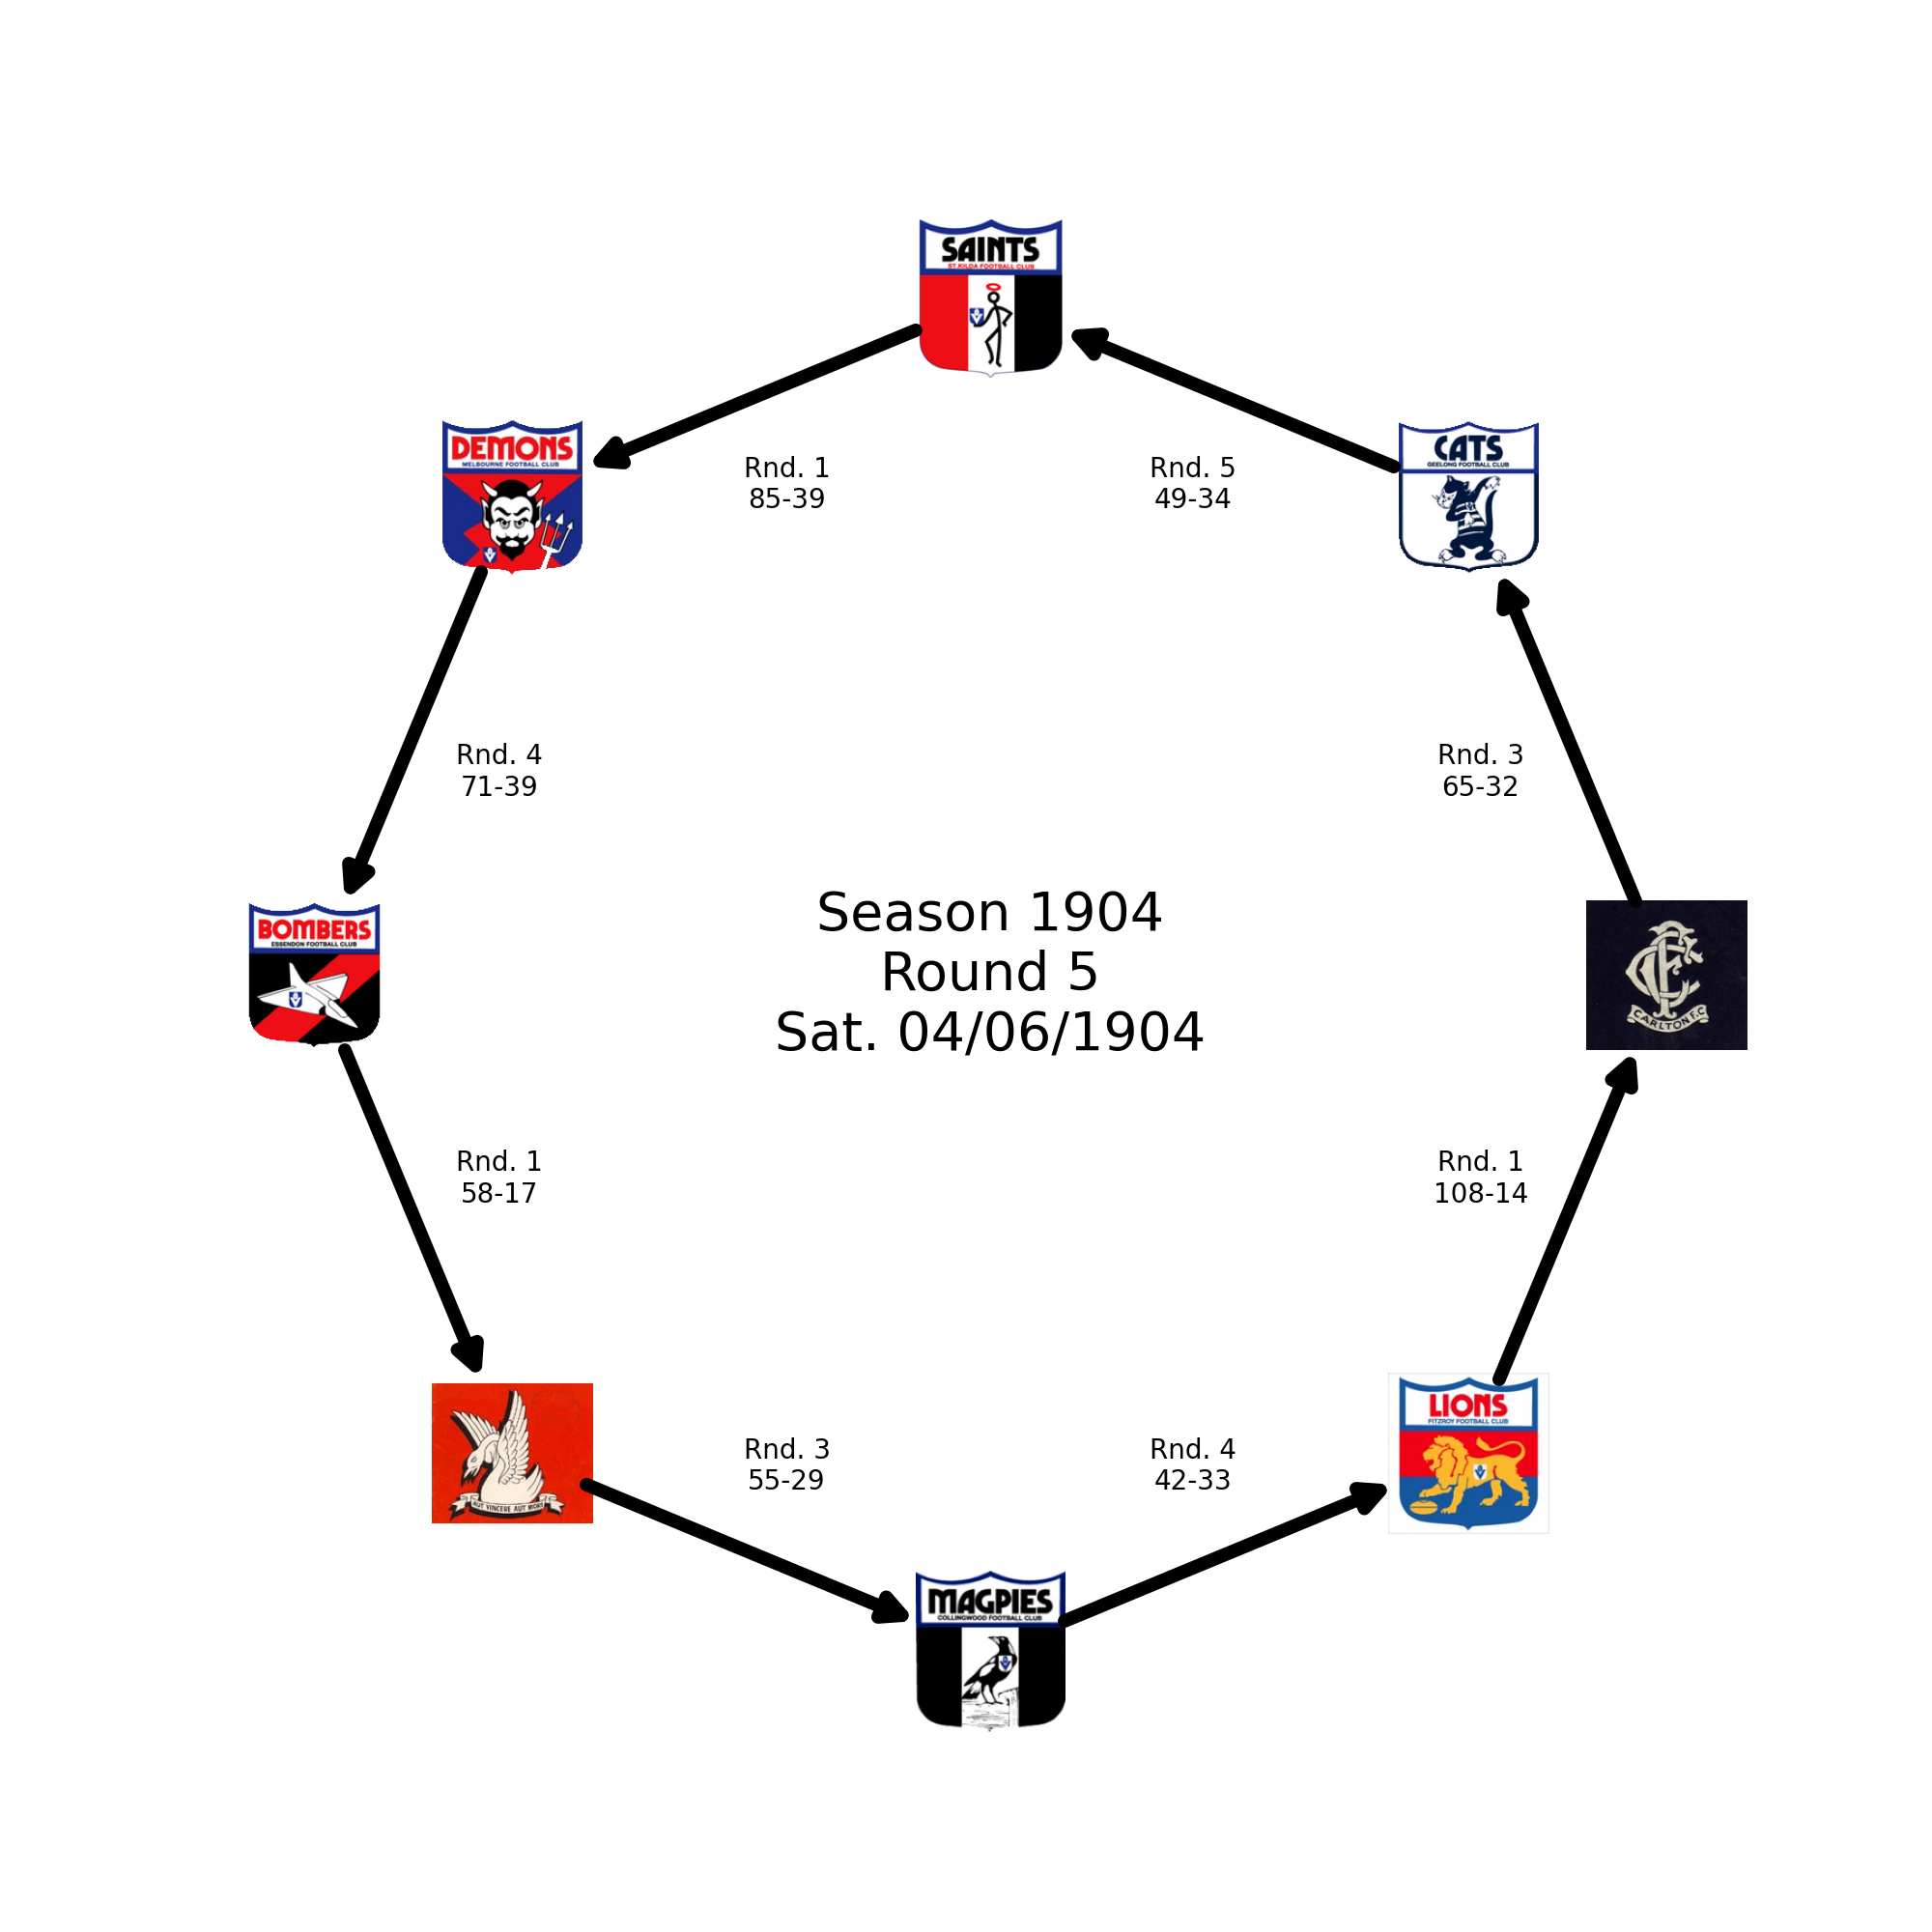 SAINTS
ST.KILDA FOOTBALL CLUB
DEMONS
MELBOURNE FOOTBALL CLUB
CATS
GEELONG FOOTBALL CLUB
Rnd. 1
85-39
Rnd. 5
49-34
Rnd. 4
71-39
Rnd. 3
65-32
BOMBERS
ESSENDON FOOTBALL CLUB
Season 1904
Round 5
Sat. 04/06/1904
CFC
CARLTON F.C
Rnd. 1
58-17
Rnd. 1
108-14
AUT VINCERE AUT MORI
Rnd. 3
55-29
Rnd. 4
42-33
LIONS
FITZROY FOOTBALL CLUB
MAGPIES
COLLINGWOOD FOOTBALL CLUB